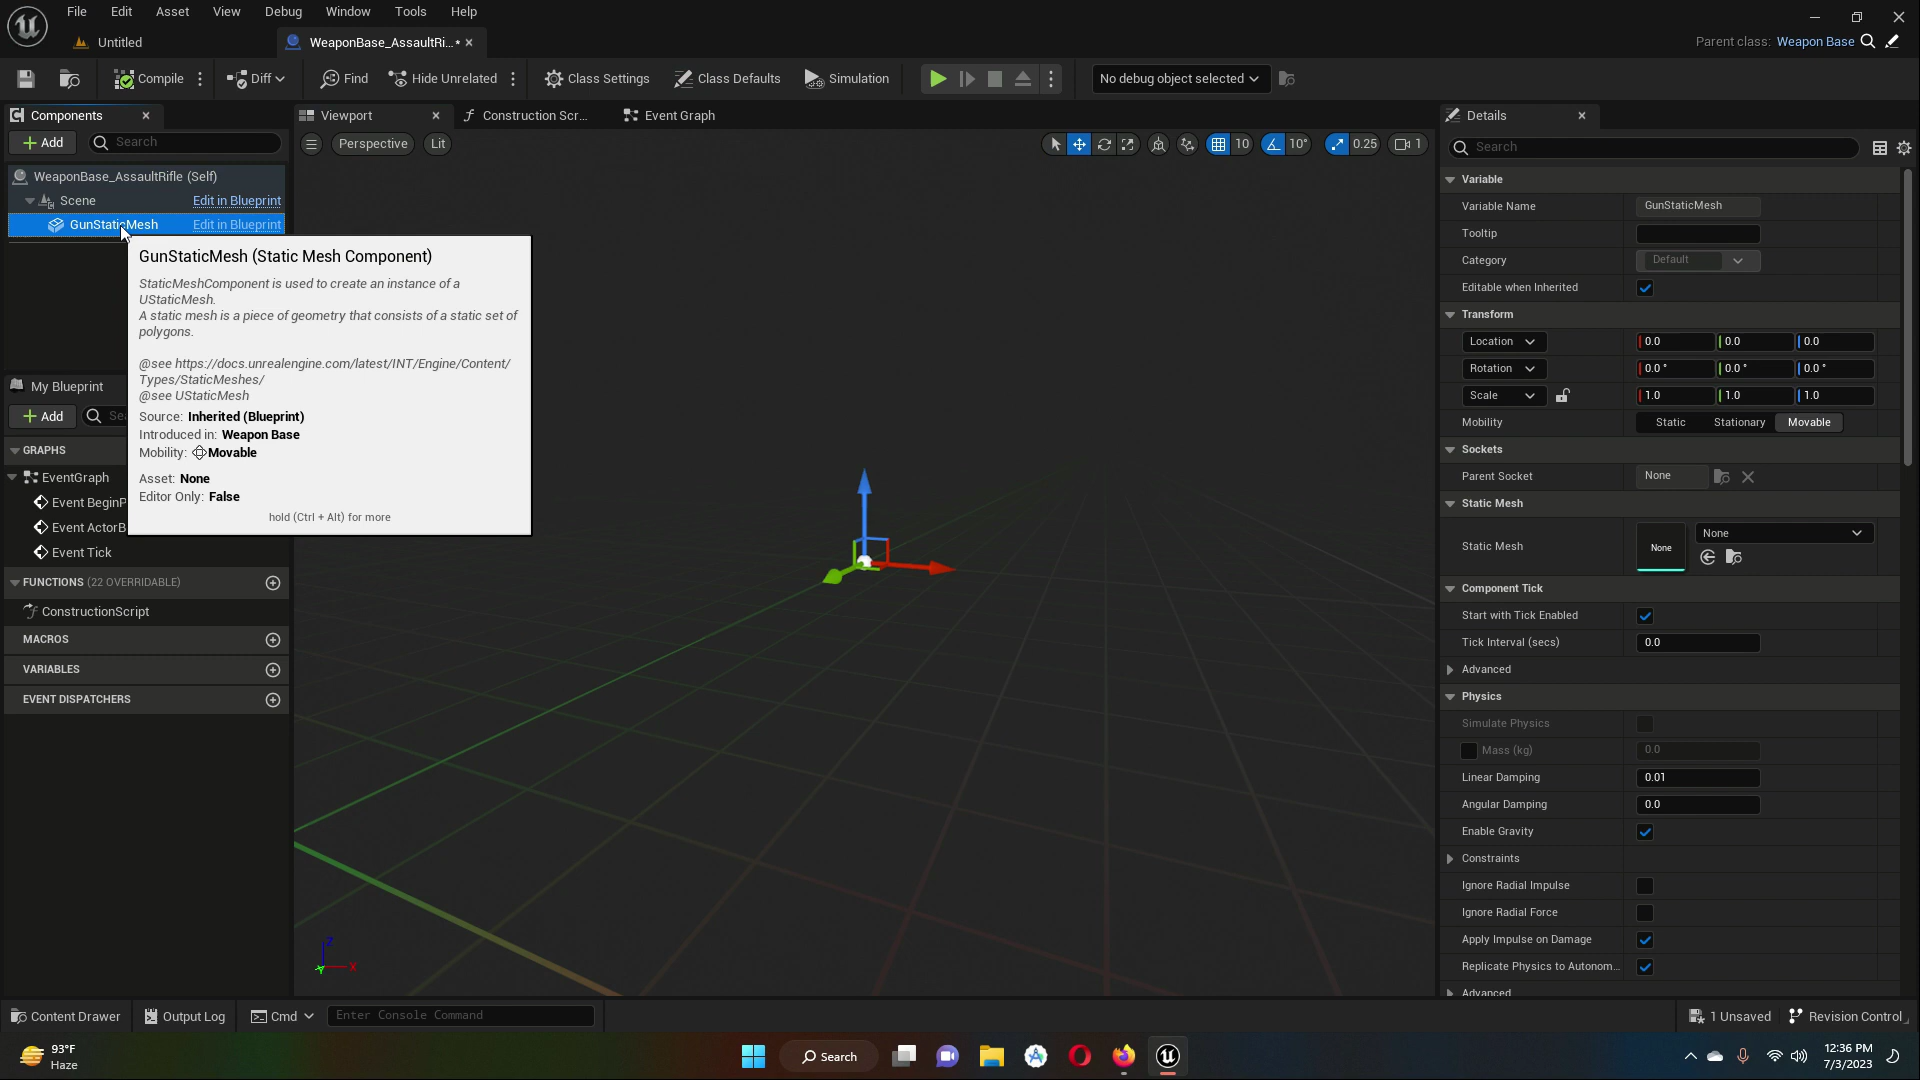 File Edit Asset View Debug Window Tools Help
Untitled
WeaponBase_AssaultRi...*
Parent class: Weapon Base
Compile
Diff
Find
Hide Unrelated
Class Settings
Class Defaults
Simulation
No debug object selected
Components
Add
Search
WeaponBase_AssaultRifle (Self)
Scene Edit in Blueprint
GunStaticMesh Edit in Blueprint
GunStaticMesh (Static Mesh Component)
StaticMeshComponent is used to create an instance of a
UStaticMesh.
A static mesh is a piece of geometry that consists of a static set of
polygons.
@see https://docs.unrealengine.com/latest/INT/Engine/Content/
Types/StaticMeshes/
@see UStaticMesh
Source: Inherited (Blueprint)
Introduced in: Weapon Base
Mobility: Movable
Asset: None
Editor Only: False
hold (Ctrl + Alt) for more
My Blueprint
Add
Sea
GRAPHS
EventGraph
Event BeginP
Event ActorB
Event Tick
FUNCTIONS (22 OVERRIDABLE)
ConstructionScript
MACROS
VARIABLES
EVENT DISPATCHERS
Viewport
Construction Scr...
Event Graph
Perspective
Lit
10
10°
0.25
1
Z
X
Y
Details
Search
Variable
Variable Name GunStaticMesh
Tooltip
Category Default
Editable when Inherited
Transform
Location 0.0 0.0 0.0
Rotation 0.0 ° 0.0 ° 0.0 °
Scale 1.0 1.0 1.0
Mobility Static Stationary Movable
Sockets
Parent Socket None
Static Mesh
Static Mesh None None
Component Tick
Start with Tick Enabled
Tick Interval (secs) 0.0
Advanced
Physics
Simulate Physics
Mass (kg) 0.0
Linear Damping 0.01
Angular Damping 0.0
Enable Gravity
Constraints
Ignore Radial Impulse
Ignore Radial Force
Apply Impulse on Damage
Replicate Physics to Autonom...
Advanced
Content Drawer
Output Log
Cmd
Enter Console Command
1 Unsaved
Revision Control
93°F
Haze
Search
12:36 PM
7/3/2023